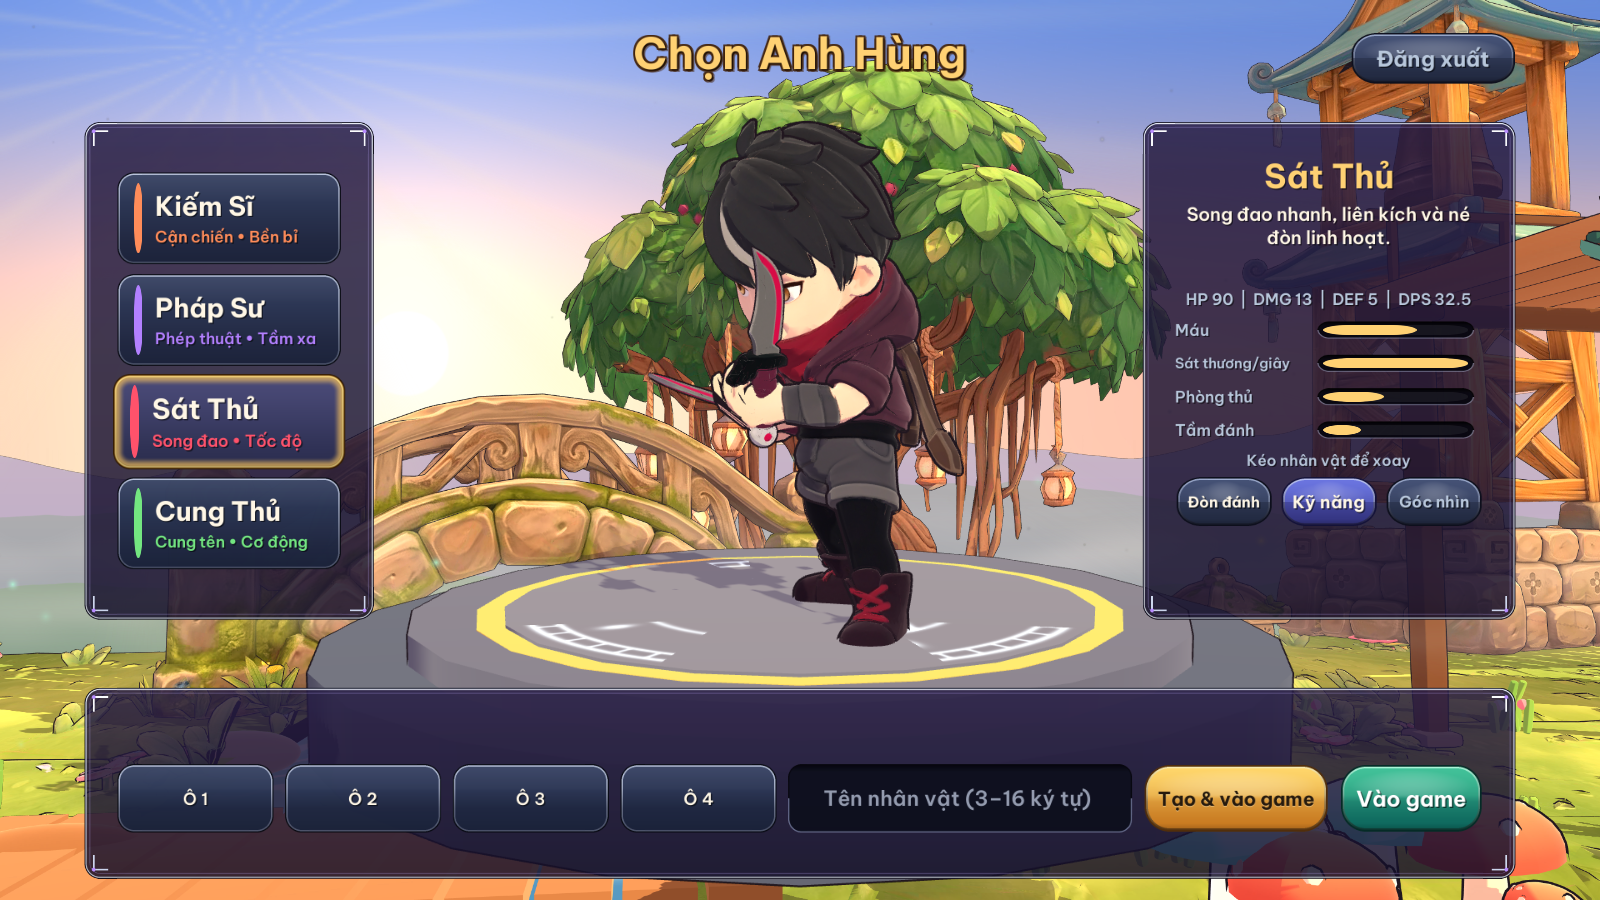 Chọn Anh Hùng
Đăng xuất
Kiếm Sĩ
Cận chiến • Bền bỉ
Pháp Sư
Phép thuật • Tầm xa
Sát Thủ
Song đao • Tốc độ
Cung Thủ
Cung tên • Cơ động
Sát Thủ
Song đao nhanh, liên kích và né
đòn linh hoạt.
HP 90 | DMG 13 | DEF 5 | DPS 32.5
Máu
Sát thương/giây
Phòng thủ
Tầm đánh
Kéo nhân vật để xoay
Đòn đánh
Kỹ năng
Góc nhìn
Ô 1
Ô 2
Ô 3
Ô 4
Tên nhân vật (3-16 ký tự)
Tạo & vào game
Vào game